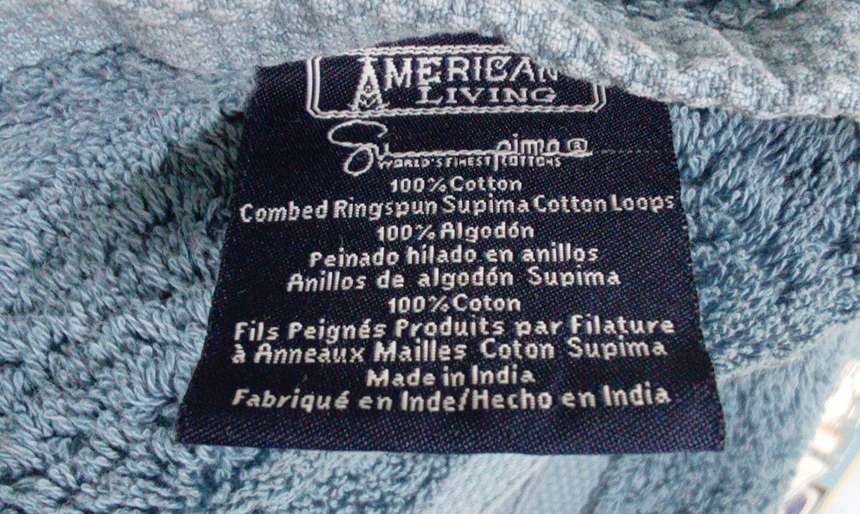 AMERICAN
LIVING
Supima ®
WORLD'S FINEST COTTONS
100% Cotton
Combed Ringspun Supima Cotton Loops
100% Algodón
Peinado hilado en anillos
Anillos de algodón Supima
100% Coton
Fils Peignés Produits par Filature
à Anneaux Mailles Coton Supima
Made in India
Fabriqué en Inde/Hecho en India